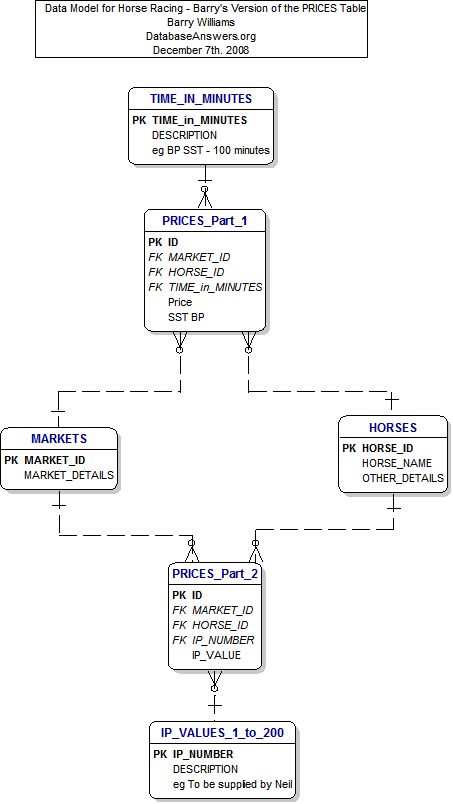 Data Model for Horse Racing - Barry's Version of the PRICES Table
Barry Williams
DatabaseAnswers.org
December 7th. 2008
TIME_IN_MINUTES
PK TIME_in_MINUTES
DESCRIPTION
eg BP SST - 100 minutes
PRICES_Part_1
PK ID
FK MARKET_ID
FK HORSE_ID
FK TIME_in_MINUTES
Price
SST BP
MARKETS
PK MARKET_ID
MARKET_DETAILS
HORSES
PK HORSE_ID
HORSE_NAME
OTHER_DETAILS
PRICES_Part_2
PK ID
FK MARKET_ID
FK HORSE_ID
FK IP_NUMBER
IP_VALUE
IP_VALUES_1_to_200
PK IP_NUMBER
DESCRIPTION
eg To be supplied by Neil